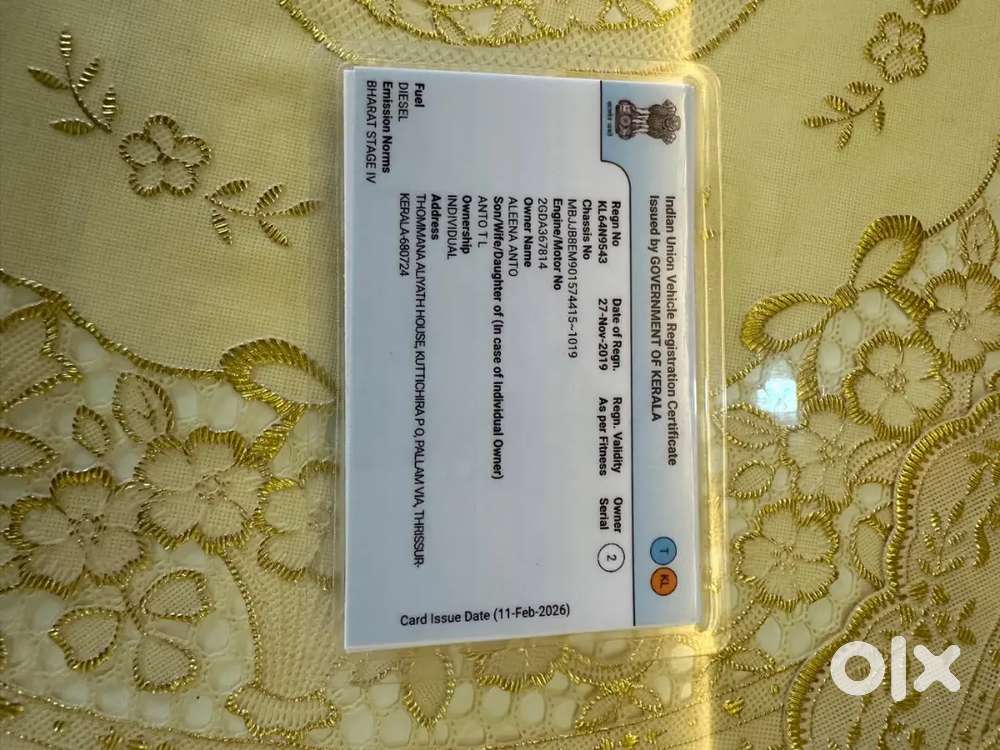 Indian Union Vehicle Registration Certificate
Issued by GOVERNMENT OF KERALA
T KL
Regn No Date of Regn. Regn. Validity Owner Serial
KL64N9543 27-Nov-2019 As per Fitness 2
Chassis No
MBJJB8EM901574415~1019
Engine/Motor No
2GDA367814
Owner Name
ALEENA ANTO
Son/Wife/Daughter of (In case of Individual Owner)
ANTO T L
Ownership
INDIVIDUAL
Address
THOMMANA ALIYATH HOUSE, KUTTICHIRA P O, PALLAM VIA, THRISSUR-
KERALA-680724
Fuel
DIESEL
Emission Norms
BHARAT STAGE IV
Card Issue Date (11-Feb-2026)
olx